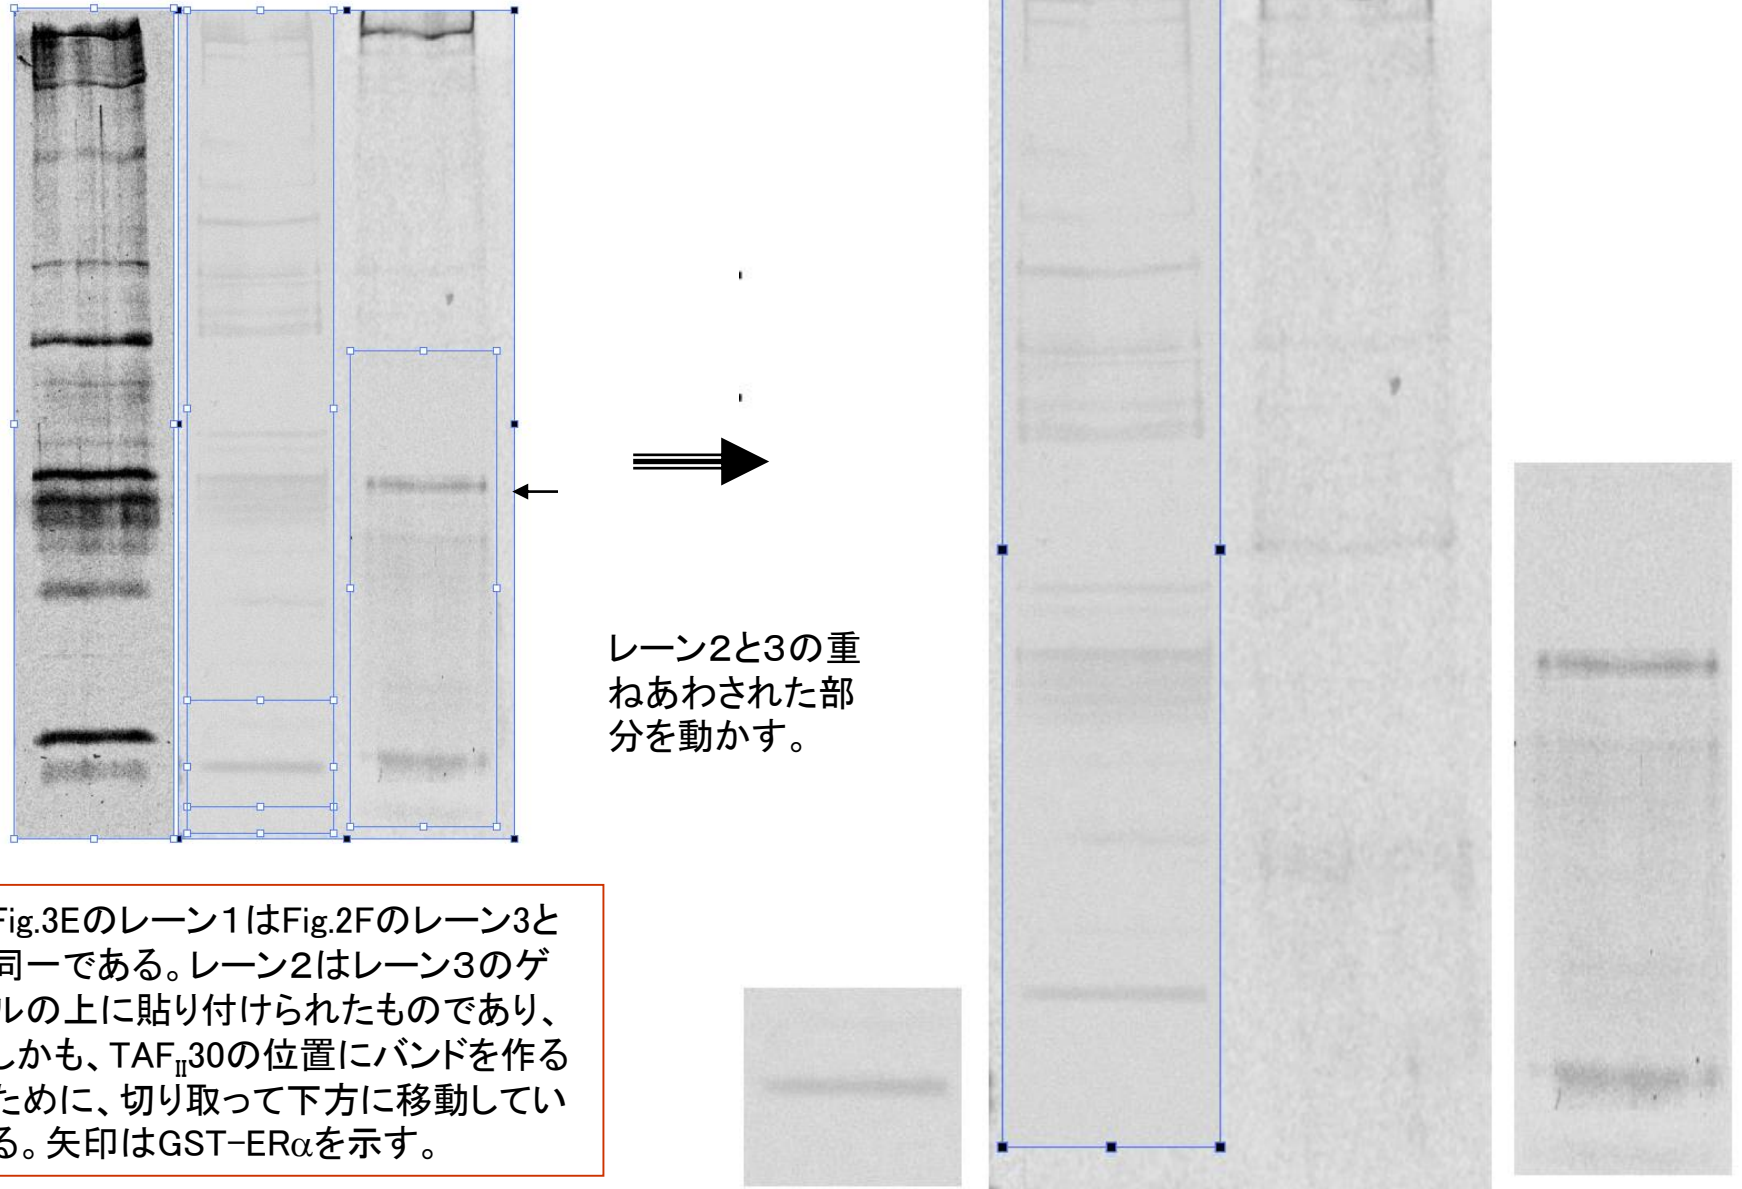 レーン２と３の重
ねあわされた部
分を動かす。
Fig.3Eのレーン１はFig.2Fのレーン3と
同一である。レーン２はレーン３のゲ
ルの上に貼り付けられたものであり、
しかも、TAFII30の位置にバンドを作る
ために、切り取って下方に移動してい
る。矢印はGST-ERαを示す。